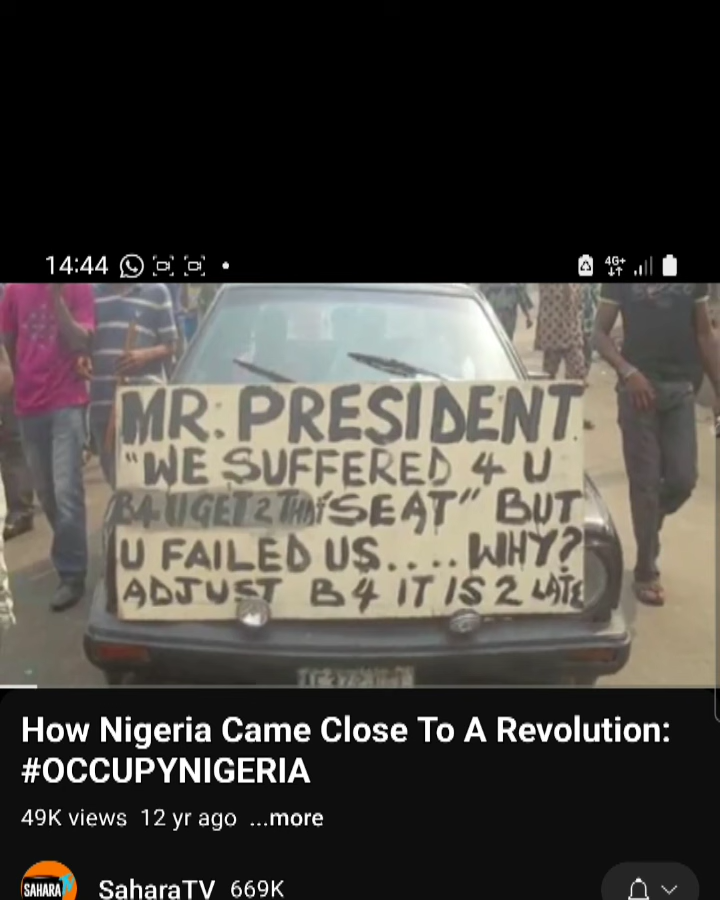 14:44
4G+
MR. PRESIDENT
"WE SUFFERED 4 U
B4 U GET 2 THAT SEAT" BUT
U FAILED US.... WHY?
ADJUST B4 IT IS 2 LATE
How Nigeria Came Close To A Revolution:
#OCCUPYNIGERIA
49K views 12 yr ago ...more
SAHARA
SaharaTV 669K